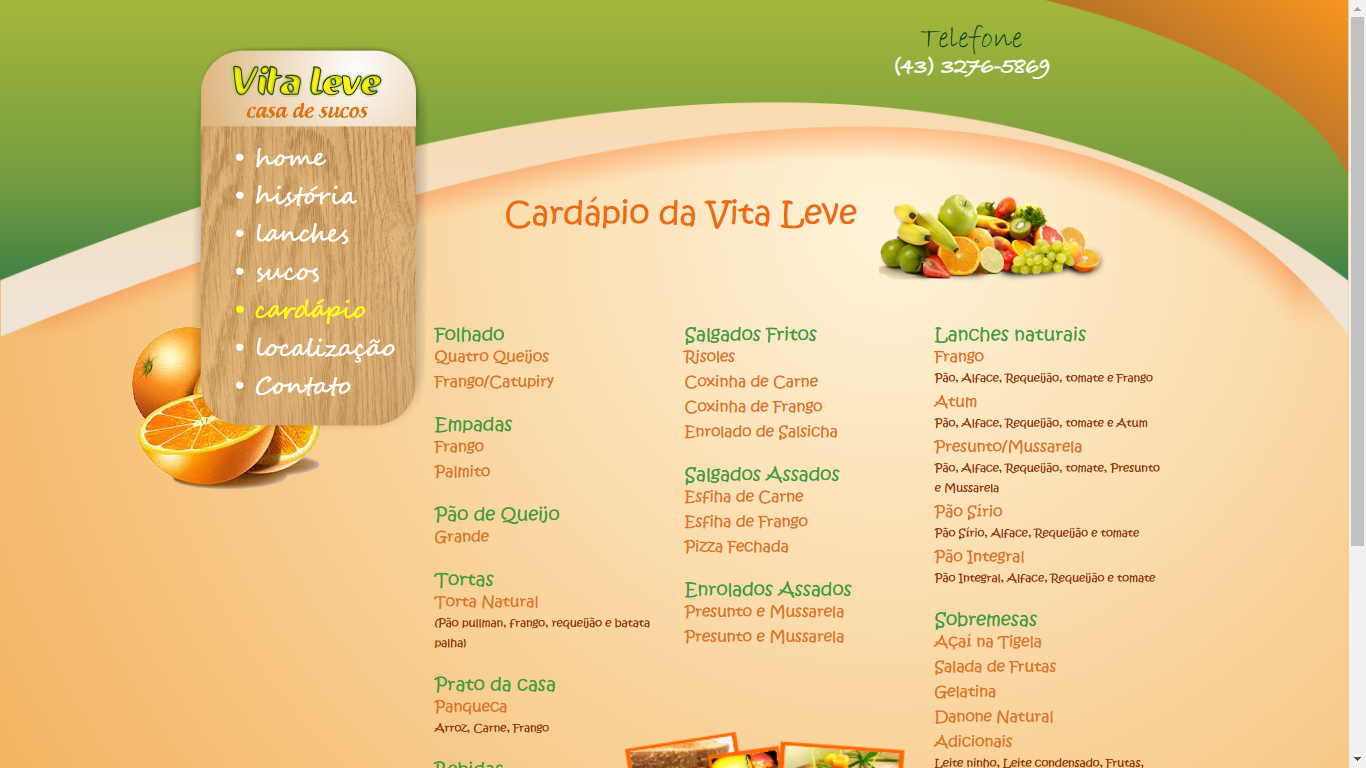 Telefone
(43) 3276-5869
Vita leve
casa de sucos
• home
• história
• lanches
• sucos
• cardápio
• localização
• Contato
Cardápio da Vita Leve
Folhado
Quatro Queijos
Frango/Catupiry
Empadas
Frango
Palmito
Pão de Queijo
Grande
Tortas
Torta Natural
(Pão pullman, frango, requeijão e batata
palha)
Prato da casa
Panqueca
Arroz, Carne, Frango
Bebidas
Salgados Fritos
Risoles
Coxinha de Carne
Coxinha de Frango
Enrolado de Salsicha
Salgados Assados
Esfiha de Carne
Esfiha de Frango
Pizza Fechada
Enrolados Assados
Presunto e Mussarela
Presunto e Mussarela
Lanches naturais
Frango
Pão, Alface, Requeijão, tomate e Frango
Atum
Pão, Alface, Requeijão, tomate e Atum
Presunto/Mussarela
Pão, Alface, Requeijão, tomate, Presunto
e Mussarela
Pão Sírio
Pão Sírio, Alface, Requeijão e tomate
Pão Integral
Pão Integral, Alface, Requeijão e tomate
Sobremesas
Açaí na Tigela
Salada de Frutas
Gelatina
Danone Natural
Adicionais
Leite ninho, Leite condensado, Frutas,